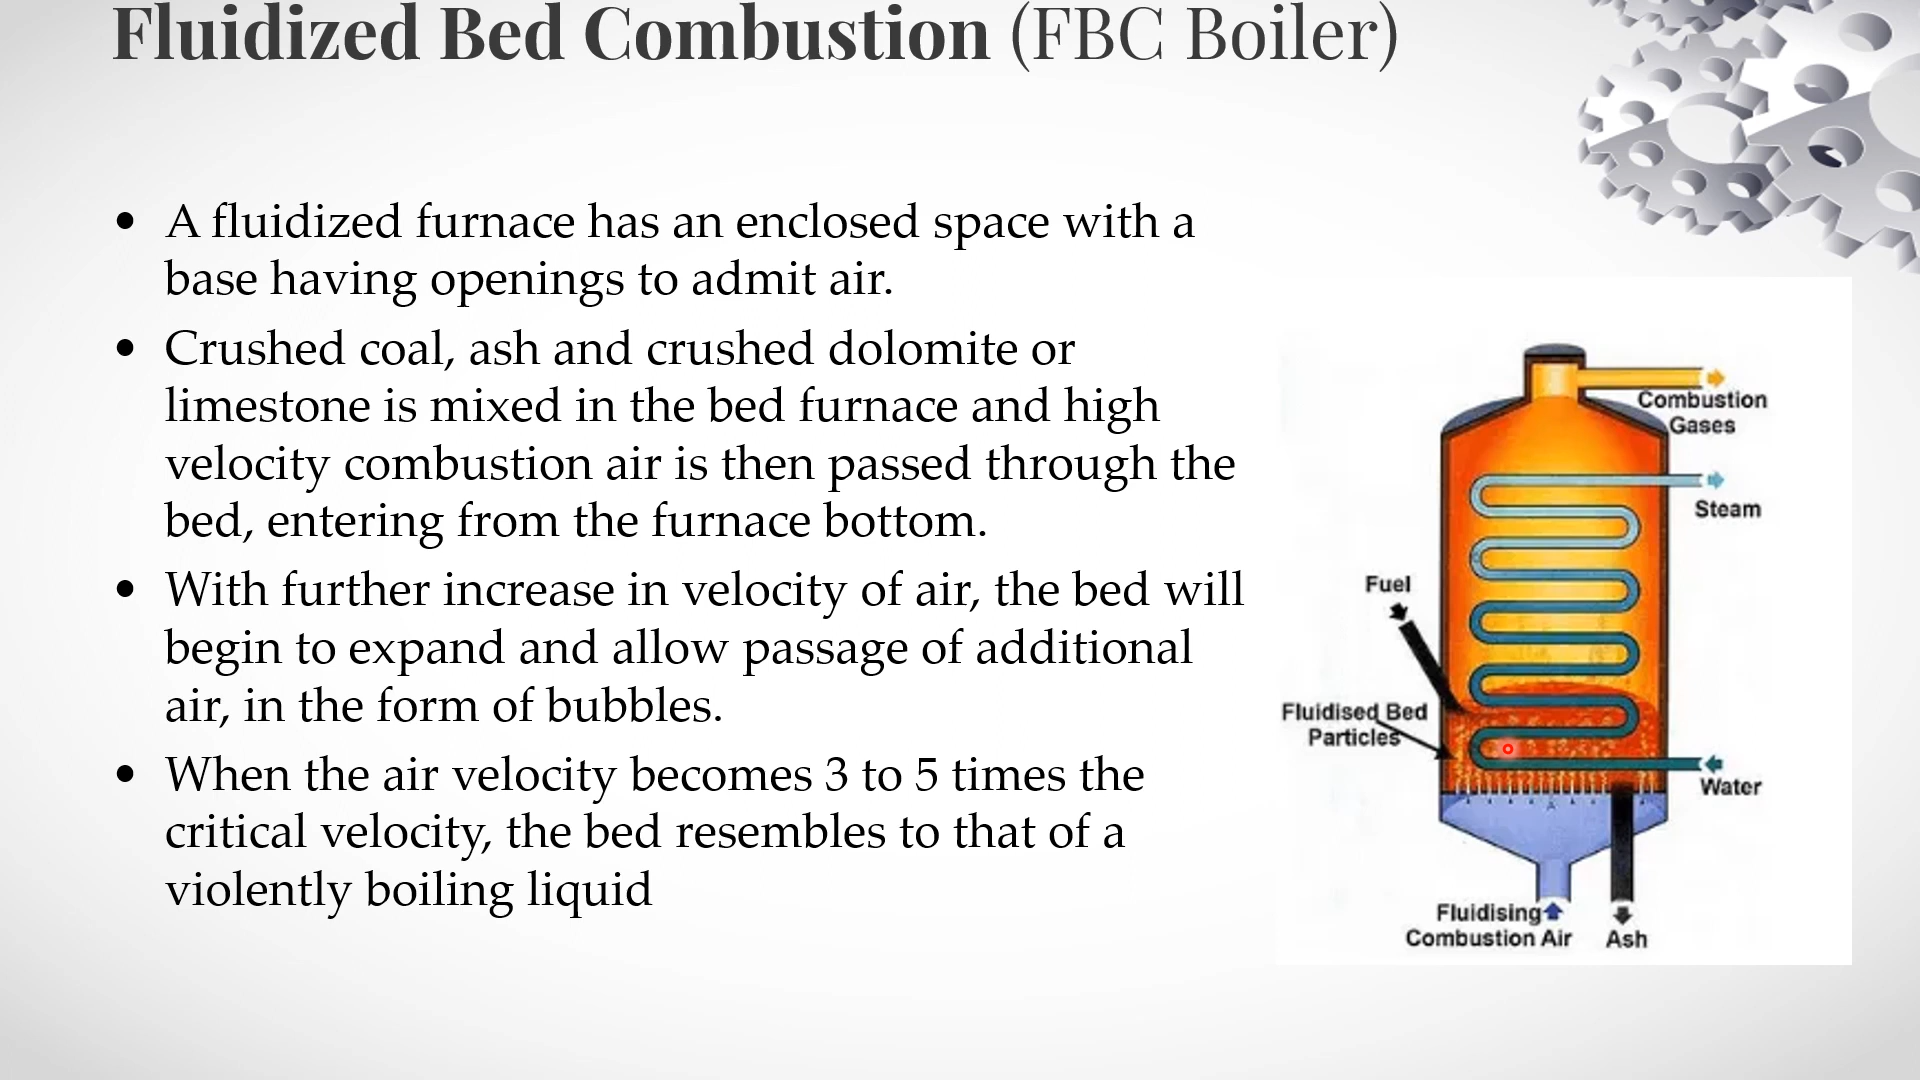 Fluidized Bed Combustion (FBC Boiler)
• A fluidized furnace has an enclosed space with a
base having openings to admit air.
• Crushed coal, ash and crushed dolomite or
limestone is mixed in the bed furnace and high
velocity combustion air is then passed through the
bed, entering from the furnace bottom.
• With further increase in velocity of air, the bed will
begin to expand and allow passage of additional
air, in the form of bubbles.
• When the air velocity becomes 3 to 5 times the
critical velocity, the bed resembles to that of a
violently boiling liquid
Combustion
Gases
Steam
Fuel
Fluidised Bed
Particles
Water
Fluidising
Combustion Air
Ash